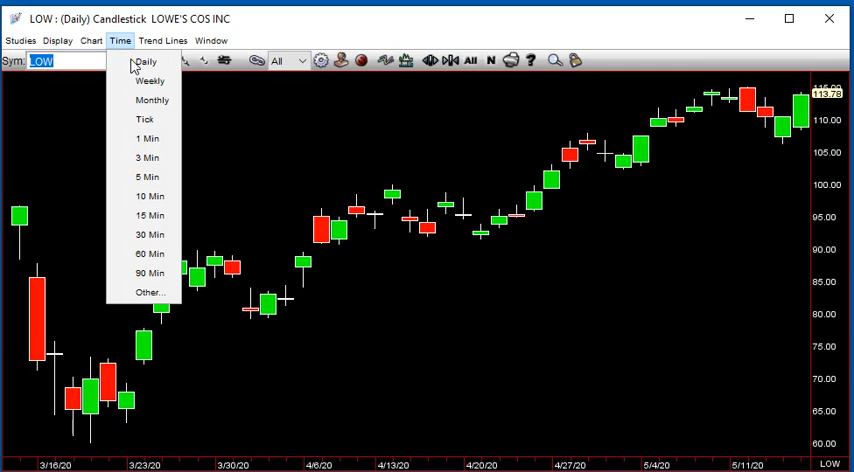 LOW : (Daily) Candlestick LOWE'S COS INC
Studies Display Chart Time Trend Lines Window
Sym: LOW All All N ?
Daily
Weekly
Monthly
Tick
1 Min
3 Min
5 Min
10 Min
15 Min
30 Min
60 Min
90 Min
Other...
115.00
113.78
110.00
105.00
100.00
95.00
90.00
85.00
80.00
75.00
70.00
65.00
60.00
3/16/20 3/23/20 3/30/20 4/6/20 4/13/20 4/20/20 4/27/20 5/4/20 5/11/20 LOW